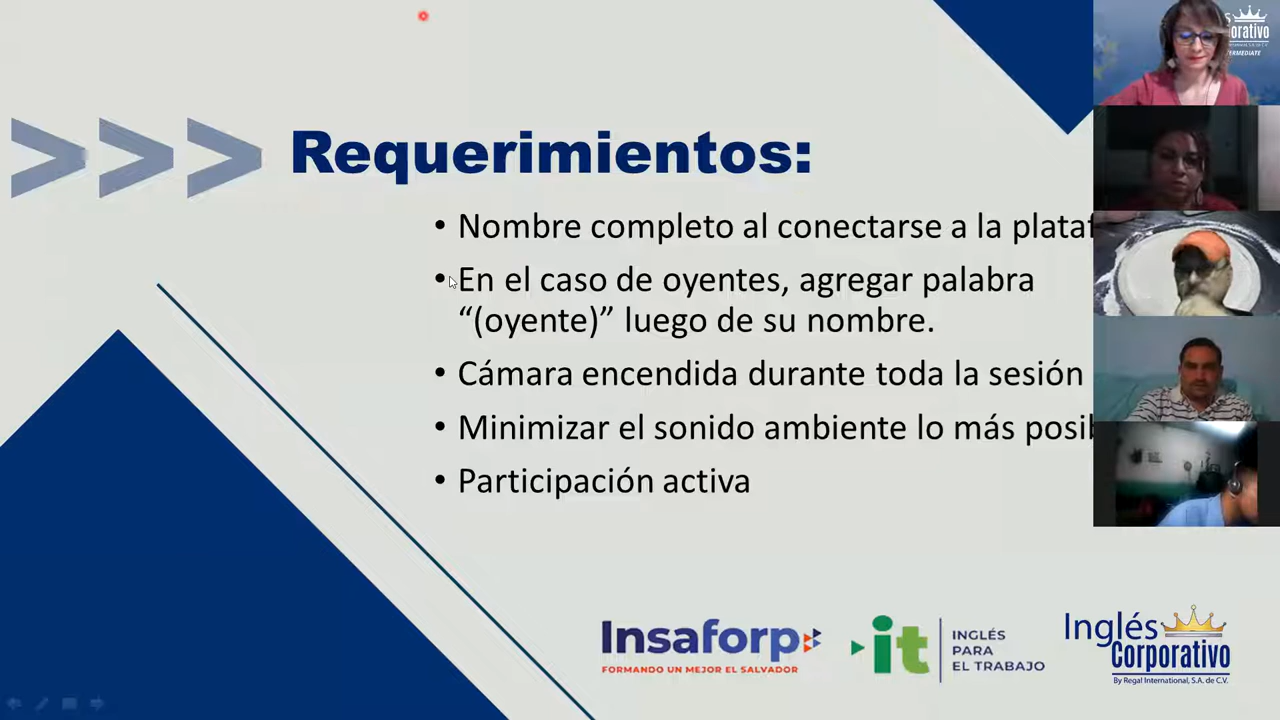 Requerimientos:
• Nombre completo al conectarse a la plataf
• En el caso de oyentes, agregar palabra
“(oyente)” luego de su nombre.
• Cámara encendida durante toda la sesión
• Minimizar el sonido ambiente lo más posib
• Participación activa
Insaforp
FORMANDO UN MEJOR EL SALVADOR
it
INGLÉS
PARA
EL TRABAJO
Inglés
Corporativo
By Regal International, S.A. de C.V.
orativo